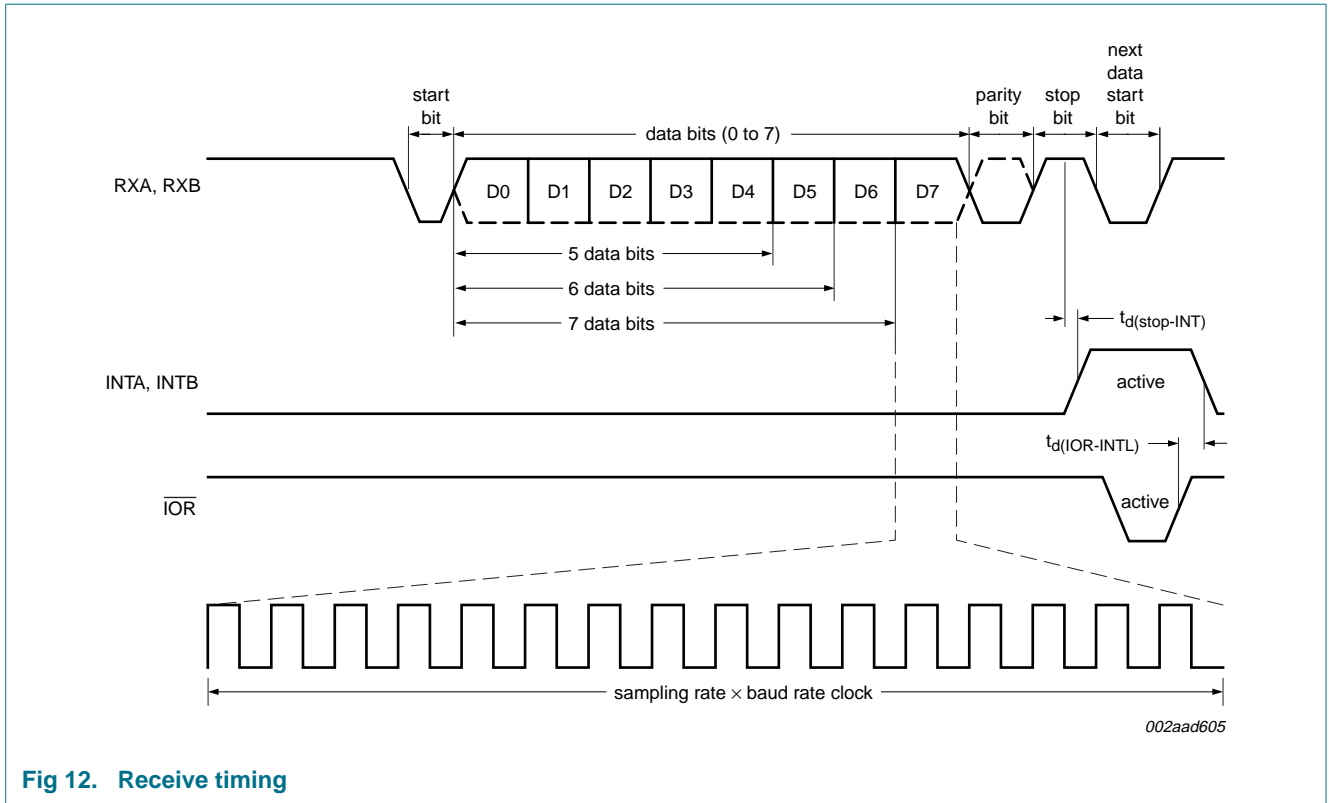 next
data
start
bit
start
bit
parity
bit
stop
bit
data bits (0 to 7)
RXA, RXB
D0 D1 D2 D3 D4 D5 D6 D7
5 data bits
6 data bits
7 data bits
td(stop-INT)
INTA, INTB
active
td(IOR-INTL)
IOR
active
sampling rate × baud rate clock
002aad605
Fig 12. Receive timing